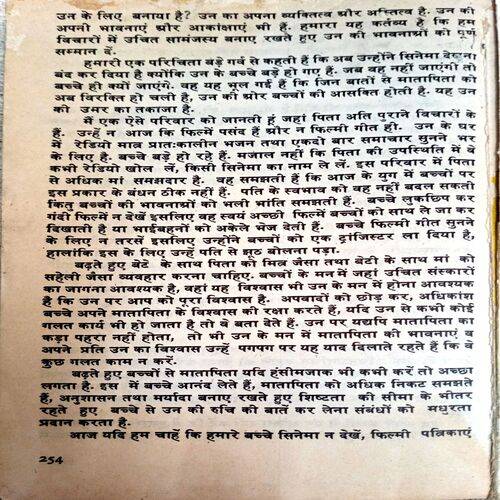 उन के लिए बनाया है? उन का अपना व्यक्तित्व और अस्तित्व है. उन की
अपनी भावनाएं और आकांक्षाएं भी हैं. हमारा यह कर्तव्य है कि हम
विचारों में उचित सामंजस्य बनाए रखते हुए उन की भावनाओं को पूर्ण
सम्मान दें.
हमारी एक परिचिता बड़े गर्व से कहती हैं कि अब उन्होंने सिनेमा देखना
बंद कर दिया है क्योंकि उन के बच्चे बड़े हो गए हैं. जब वह नहीं जाएंगी तो
बच्चे ही क्यों जाएंगे. वह यह भूल गई हैं कि जिन बातों से मातापिता को
अब विरक्ति हो चली है, उन की और बच्चों की आसक्ति होती है. यह उन
की उमर का तकाजा है.
मैं एक ऐसे परिवार को जानती हूं जहां पिता अति पुराने विचारों के
हैं. उन्हें न आज कि फिल्में पसंद हैं और न फिल्मी गीत ही. उन के घर
में रेडियो मात्र प्रातःकालीन भजन तथा एकदो बार समाचार सुनने भर
के लिए है. बच्चे बड़े हो रहे हैं. मजाल नहीं कि पिता की उपस्थिति में वे
कभी रेडियो खोल लें, किसी सिनेमा का नाम ले लें. इस परिवार में पिता
से अधिक मां समझदार है. वह समझती हैं कि आज के युग में बच्चों पर
इस प्रकार के बंधन ठीक नहीं हैं. पति के स्वभाव को वह नहीं बदल सकती
किंतु बच्चों की भावनाओं को भली भांति समझती हैं. बच्चे लुकछिप कर
गंदी फिल्में न देखें इसलिए वह स्वयं अच्छी फिल्में बच्चों को साथ ले जा कर
दिखाती है या भाईबहनों को अकेले भेज देती हैं. बच्चे फिल्मी गीत सुनने
के लिए न तरसें इसलिए उन्होंने बच्चों को एक ट्रांजिस्टर ला दिया है,
हालांकि इस के लिए उन्हें पति से झूठ बोलना पड़ा.
बढ़ते हुए बेटे के साथ पिता को मित्र जैसा तथा बेटी के साथ मां को
सहेली जैसा व्यवहार करना चाहिए. बच्चों के मन में जहां उचित संस्कारों
का जागना आवश्यक है, वहां यह विश्वास भी उन के मन में होना आवश्यक
है कि उन पर आप को पूरा विश्वास है. अपवादों को छोड़ कर, अधिकांश
बच्चे अपने मातापिता के विश्वास की रक्षा करते हैं, यदि उन से कभी कोई
गलत कार्य भी हो जाता है तो वे बता देते हैं. उन पर यद्यपि मातापिता का
कड़ा पहरा नहीं होता, तो भी उन के मन में मातापिता की भावनाएं व
अपने प्रति उन का विश्वास उन्हें पगपग पर यह याद दिलाते रहते हैं कि वे
कुछ गलत काम न करें.
बढ़ते हुए बच्चों से मातापिता यदि हंसीमजाक भी कभी करें तो अच्छा
लगता है. इस में बच्चे आनंद लेते हैं, मातापिता को अधिक निकट समझते
हैं, अनुशासन तथा मर्यादा बनाए रखते हुए शिष्टता की सीमा के भीतर
रहते हुए बच्चे से उन की रुचि की बातें कर लेना संबंधों को मधुरता
प्रदान करता है.
आज यदि हम चाहें कि हमारे बच्चे सिनेमा न देखें, फिल्मी पत्रिकाएं
254